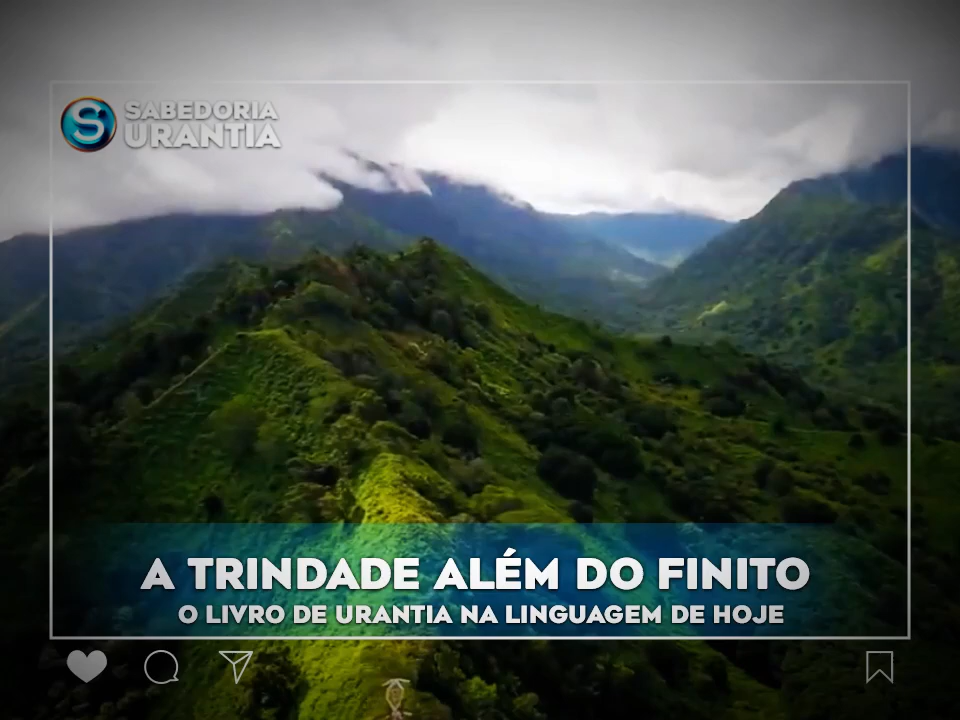 S
SABEDORIA
URANTIA
A TRINDADE ALÉM DO FINITO
O LIVRO DE URANTIA NA LINGUAGEM DE HOJE